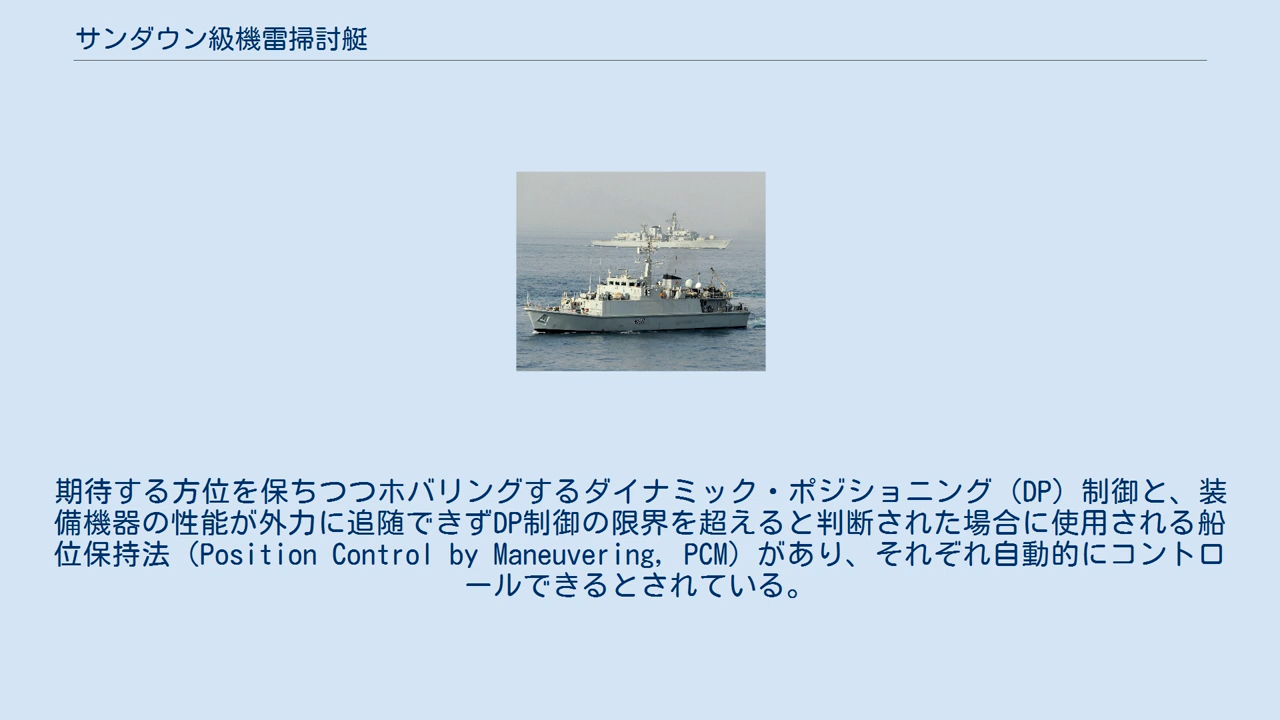 サンダウン級機雷掃討艇
期待する方位を保ちつつホバリングするダイナミック・ポジショニング（DP）制御と、装
備機器の性能が外力に追随できずDP制御の限界を超えると判断された場合に使用される船
位保持法（Position Control by Maneuvering, PCM）があり、それぞれ自動的にコントロ
ールできるとされている。